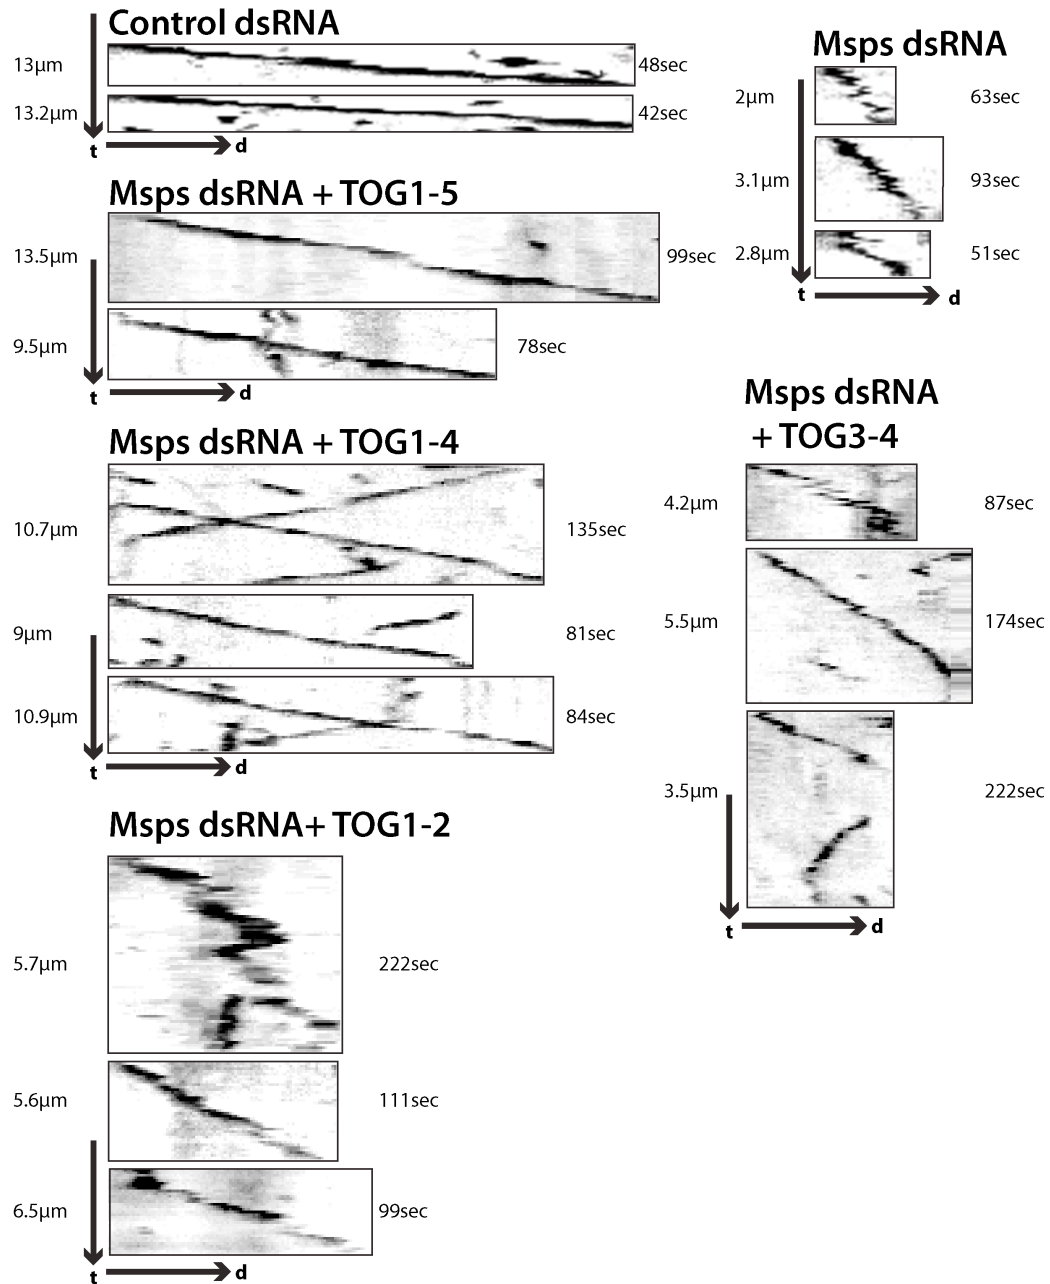 Control dsRNA
13µm
48sec
13.2µm
42sec
t
d
Msps dsRNA + TOG1-5
13.5µm
99sec
9.5µm
78sec
t
d
Msps dsRNA + TOG1-4
10.7µm
135sec
9µm
81sec
10.9µm
84sec
t
d
Msps dsRNA+ TOG1-2
5.7µm
222sec
5.6µm
111sec
6.5µm
99sec
t
d
Msps dsRNA
2µm
63sec
3.1µm
93sec
2.8µm
51sec
t
d
Msps dsRNA
+ TOG3-4
4.2µm
87sec
5.5µm
174sec
3.5µm
222sec
t
d